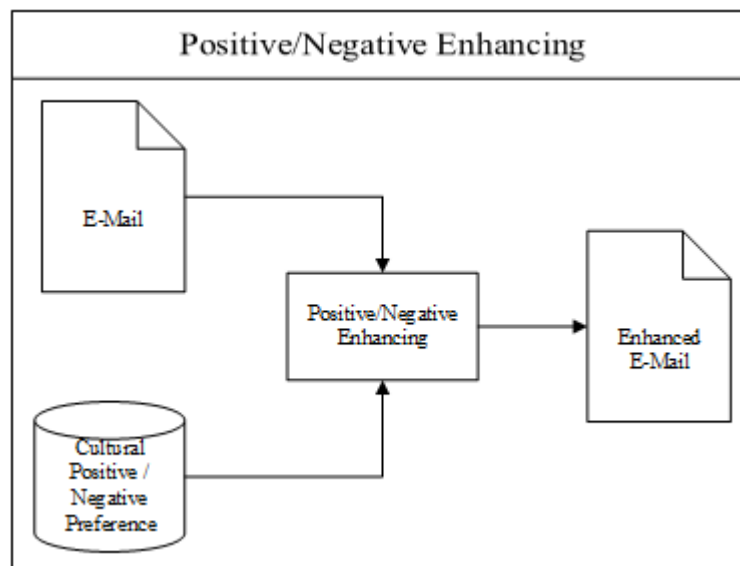 Positive/Negative Enhancing
E-Mail
Positive/Negative
Enhancing
Enhanced
E-Mail
Cultural
Positive /
Negative
Preference